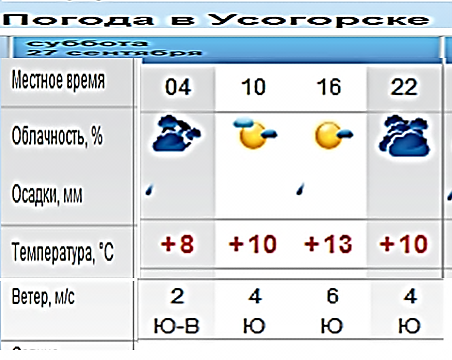 Погода в Усогорске
суббота
27 сентября
Местное время 04 10 16 22
Облачность, %
Осадки, мм
Температура, °C +8 +10 +13 +10
Ветер, м/с 2 4 6 4
Ю-В Ю Ю Ю